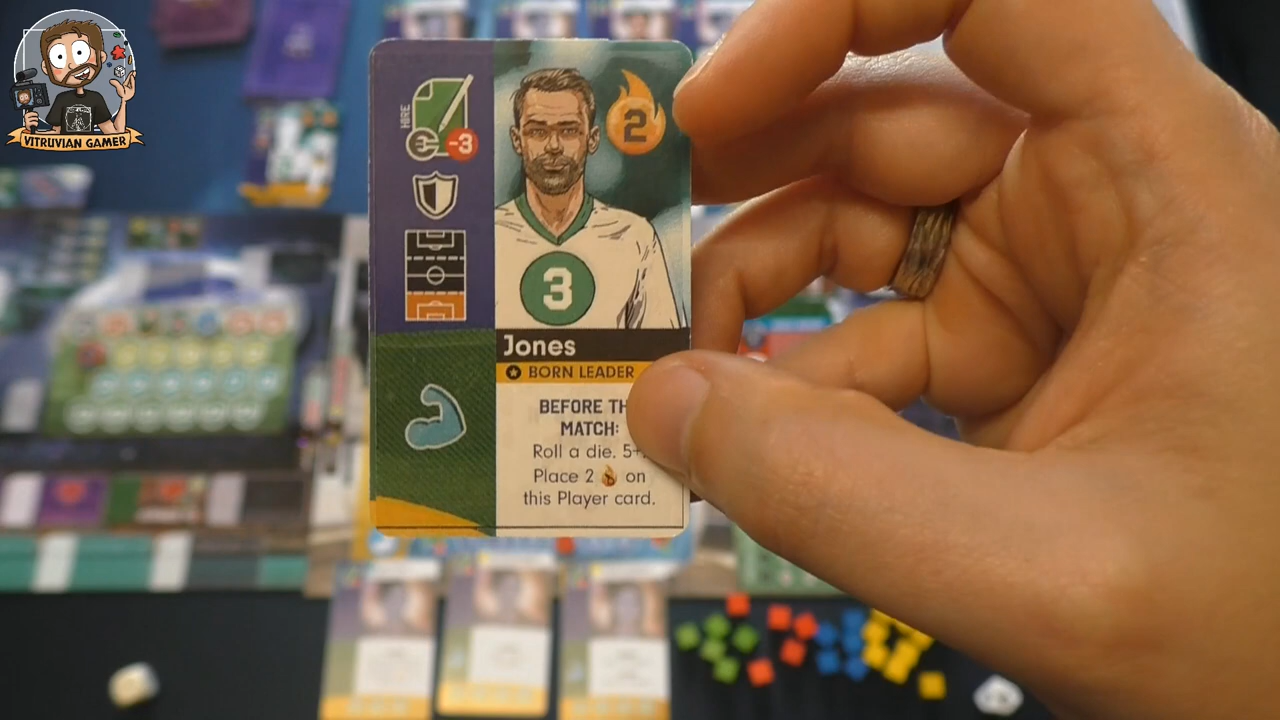 VITRUVIAN GAMER
HIRE
-3
2
3
Jones
BORN LEADER
BEFORE
MATCH:
Roll a die. 5+
Place 2 on
this Player card.